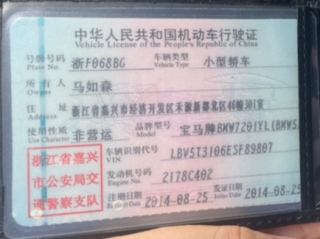 中华人民共和国机动车行驶证
Vehicle License of the People's Republic of China
号牌号码 浙F068BG 车辆类型 小型轿车
Plate No. Vehicle Type
所有人 马如森
Owner
住址 浙江省嘉兴市经济开发区
Address
使用性质 非营运 品牌型号 宝马牌BMW7201YL(BMW5
Use Character Model
浙江省嘉兴
市公安局交
通警察支队
车辆识别代号 LBV5T3106ESF89807
VIN
发动机号码 2178C402
Engine No.
注册日期 2014-08-25 发证日期 2014-08-25
Register Date Issue Date